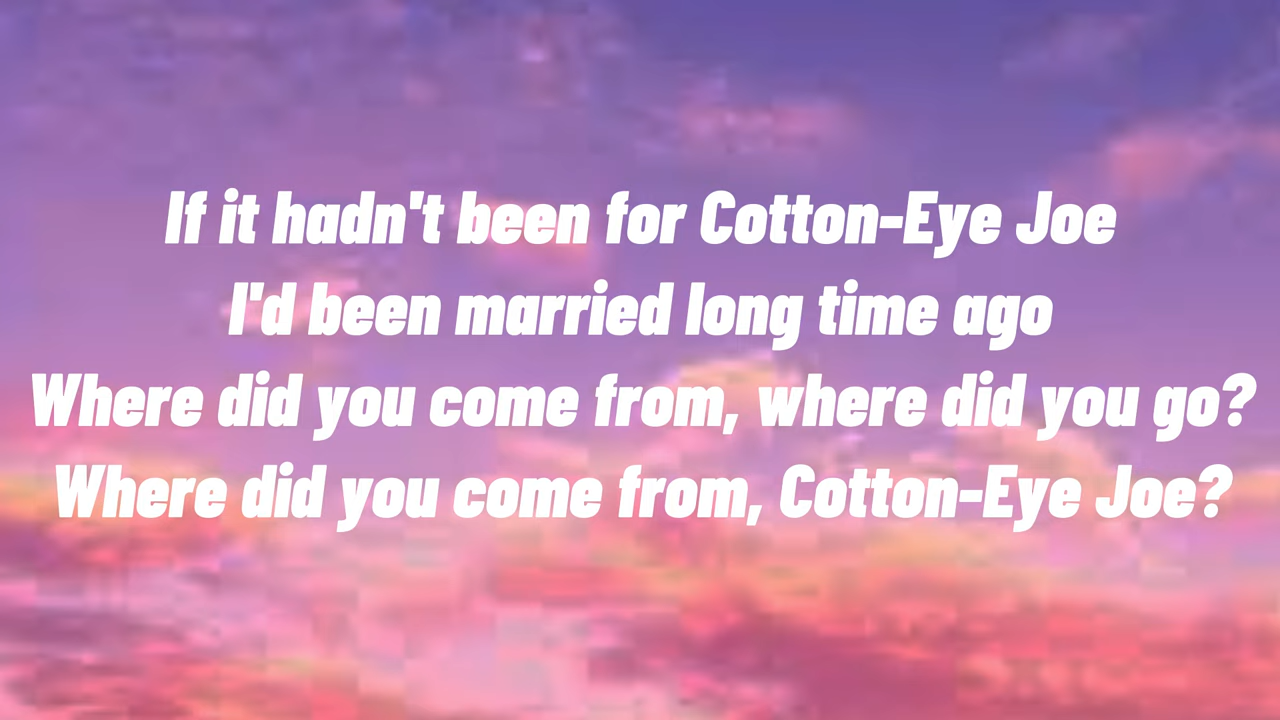 If it hadn't been for Cotton-Eye Joe
I'd been married long time ago
Where did you come from, where did you go?
Where did you come from, Cotton-Eye Joe?